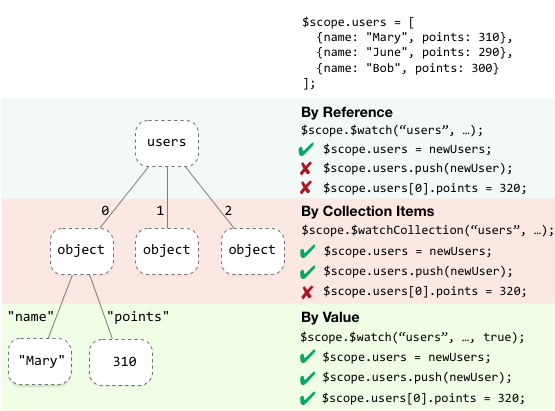 $scope.users = [
{name: "Mary", points: 310},
{name: "June", points: 290},
{name: "Bob", points: 300}
];
By Reference
$scope.$watch(“users”, …);
✔ $scope.users = newUsers;
✘ $scope.users.push(newUser);
✘ $scope.users[0].points = 320;
users
0 1 2
By Collection Items
$scope.$watchCollection(“users”, …);
✔ $scope.users = newUsers;
✔ $scope.users.push(newUser);
✘ $scope.users[0].points = 320;
object object object
"name" "points"
By Value
$scope.$watch(“users”, …, true);
✔ $scope.users = newUsers;
✔ $scope.users.push(newUser);
✔ $scope.users[0].points = 320;
"Mary" 310